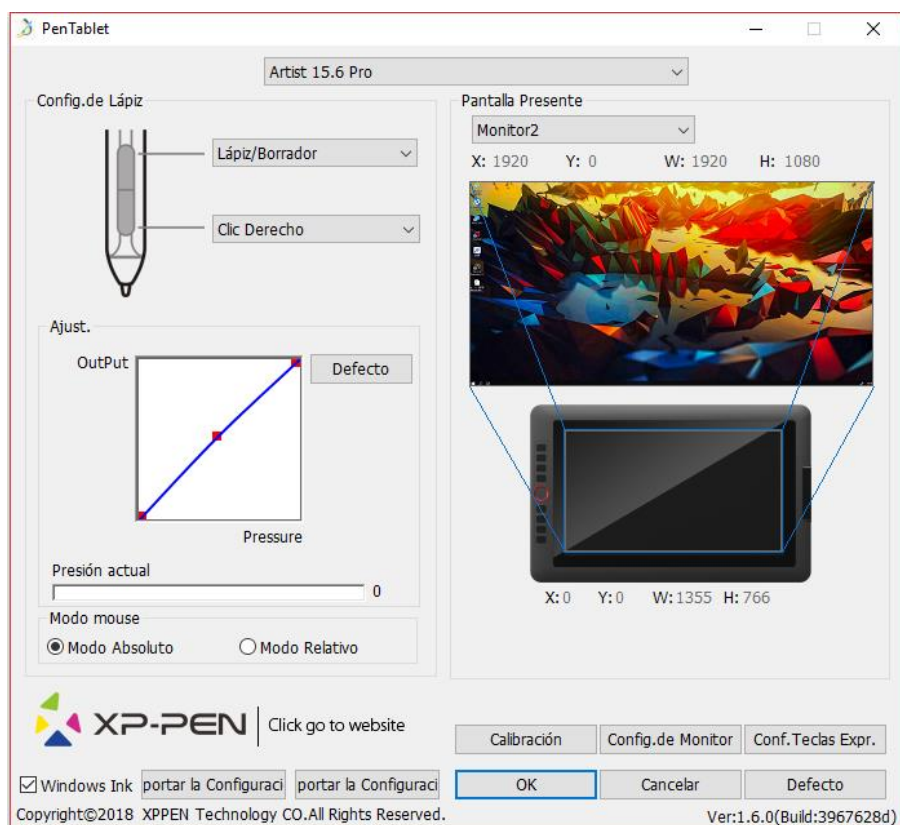 PenTablet
Artist 15.6 Pro
Config.de Lápiz
Lápiz/Borrador
Clic Derecho
Ajust.
OutPut
Defecto
Pressure
Presión actual
0
Modo mouse
Modo Absoluto
Modo Relativo
Pantalla Presente
Monitor2
X: 1920 Y: 0 W: 1920 H: 1080
X: 0 Y: 0 W: 1355 H: 766
XP-PEN
Click go to website
Calibración
Config.de Monitor
Conf.Teclas Expr.
Windows Ink
portar la Configuraci
portar la Configuraci
OK
Cancelar
Defecto
Copyright©2018 XPPEN Technology CO.All Rights Reserved.
Ver:1.6.0(Build:3967628d)